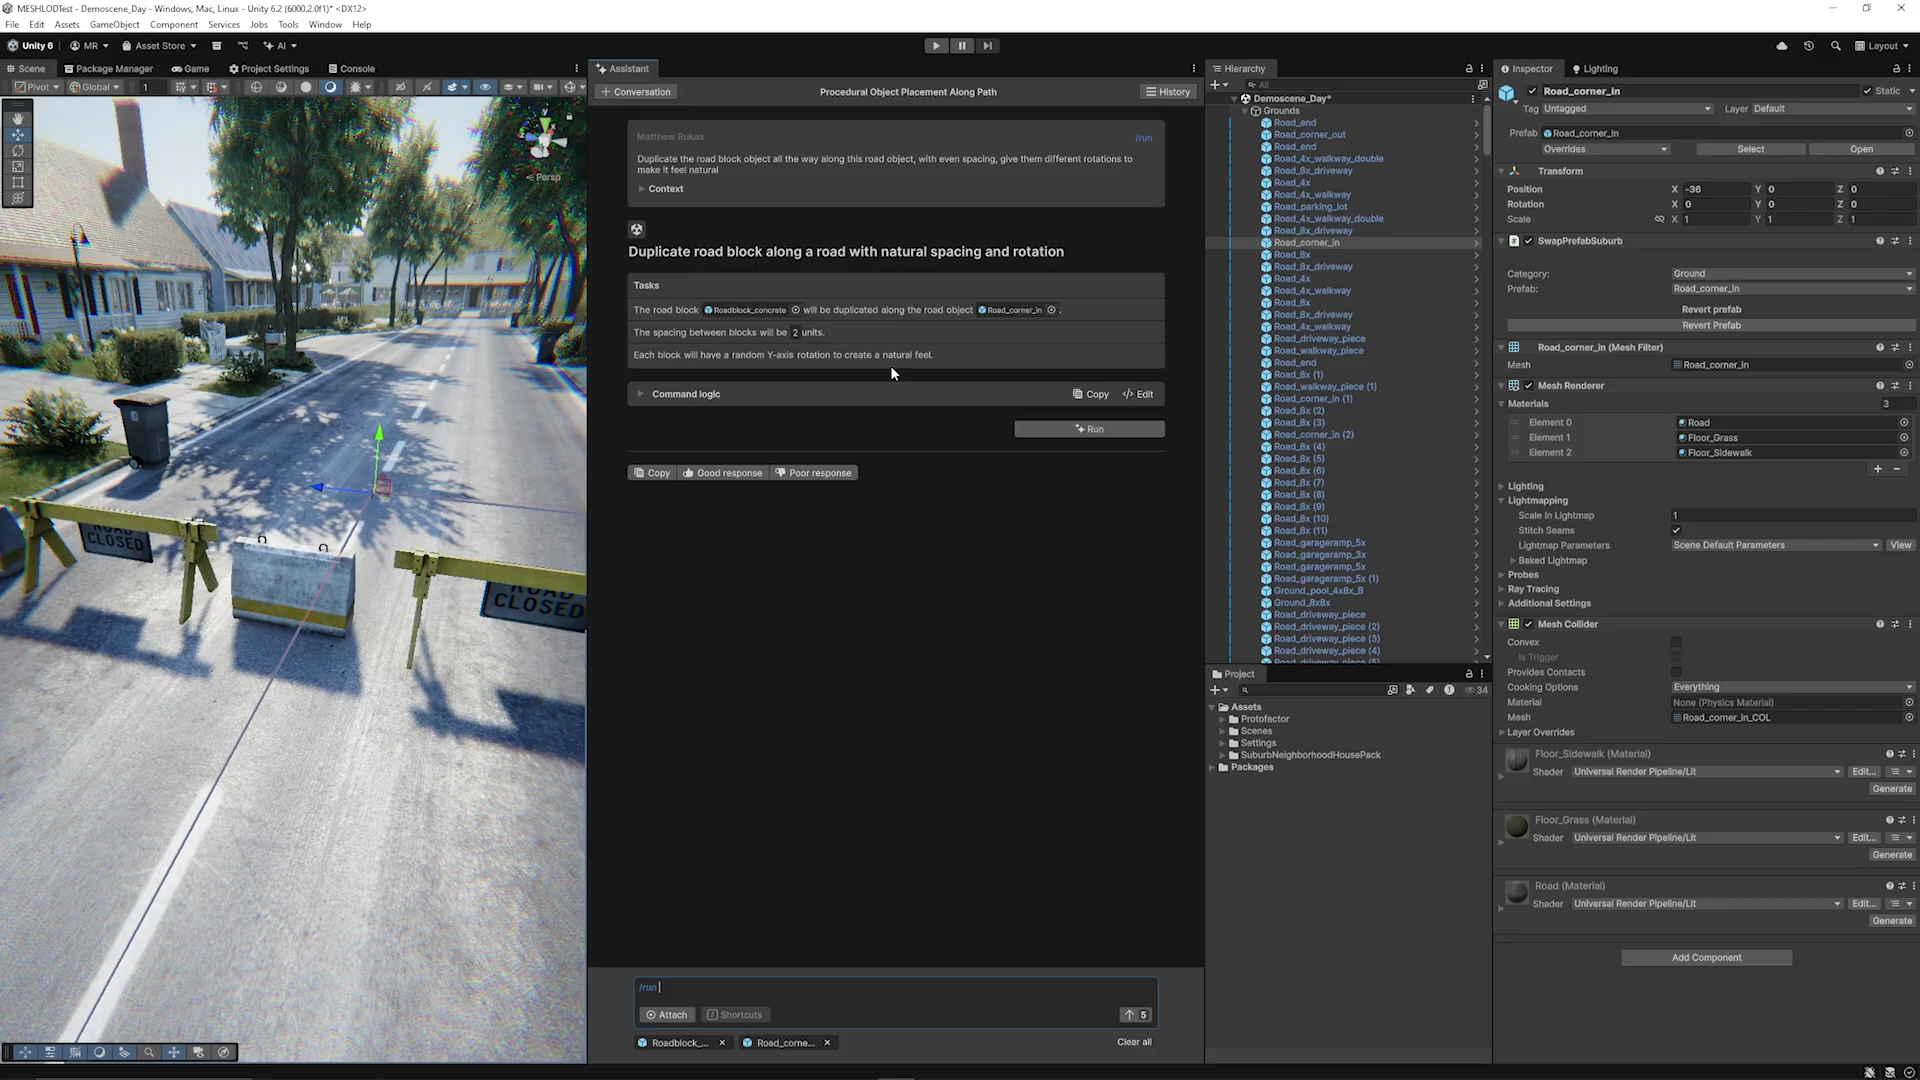 MESHLODTest - Demoscene_Day - Windows, Mac, Linux - Unity 6.2 (6000.2.0f1)* <DX12>
File Edit Assets GameObject Component Services Jobs Tools Window Help
Unity 6 MR Asset Store AI Layout
Scene Package Manager Game Project Settings Console
Pivot Global 1
Persp
ROAD CLOSED
ROAD CLOSED
Assistant
+ Conversation Procedural Object Placement Along Path History
Matthew Rukas /run
Duplicate the road block object all the way along this road object, with even spacing, give them different rotations to
make it feel natural
Context
Duplicate road block along a road with natural spacing and rotation
Tasks
The road block Roadblock_concrete will be duplicated along the road object Road_corner_in .
The spacing between blocks will be 2 units.
Each block will have a random Y-axis rotation to create a natural feel.
Command logic Copy </> Edit
Run
Copy Good response Poor response
/run
Attach Shortcuts 5
Roadblock_... × Road_corne... × Clear all
Hierarchy
All
Demoscene_Day*
Grounds
Road_end
Road_corner_out
Road_end
Road_4x_walkway_double
Road_8x_driveway
Road_4x
Road_4x_walkway
Road_parking_lot
Road_4x_walkway_double
Road_8x_driveway
Road_corner_in
Road_8x
Road_8x_driveway
Road_4x
Road_4x_walkway
Road_8x
Road_8x_driveway
Road_4x_walkway
Road_driveway_piece
Road_walkway_piece
Road_end
Road_8x (1)
Road_walkway_piece (1)
Road_corner_in (1)
Road_8x (2)
Road_8x (3)
Road_corner_in (2)
Road_8x (4)
Road_8x (5)
Road_8x (6)
Road_8x (7)
Road_8x (8)
Road_8x (9)
Road_8x (10)
Road_8x (11)
Road_garageramp_5x
Road_garageramp_3x
Road_garageramp_5x
Road_garageramp_5x (1)
Ground_pool_4x8x_B
Ground_8x8x
Road_driveway_piece
Road_driveway_piece (2)
Road_driveway_piece (3)
Road_driveway_piece (4)
Road_driveway_piece (5)
Project
34
Assets
Protofactor
Scenes
Settings
SuburbNeighborhoodHousePack
Packages
Inspector Lighting
Road_corner_in Static
Tag Untagged Layer Default
Prefab Road_corner_in
Overrides Select Open
Transform
Position X -36 Y 0 Z 0
Rotation X 0 Y 0 Z 0
Scale X 1 Y 1 Z 1
SwapPrefabSuburb
Category: Ground
Prefab: Road_corner_in
Revert prefab
Revert Prefab
Road_corner_in (Mesh Filter)
Mesh Road_corner_in
Mesh Renderer
Materials 3
Element 0 Road
Element 1 Floor_Grass
Element 2 Floor_Sidewalk
+ −
Lighting
Lightmapping
Scale In Lightmap 1
Stitch Seams
Lightmap Parameters Scene Default Parameters View
Baked Lightmap
Probes
Ray Tracing
Additional Settings
Mesh Collider
Convex
Is Trigger
Provides Contacts
Cooking Options Everything
Material None (Physics Material)
Mesh Road_corner_in_COL
Layer Overrides
Floor_Sidewalk (Material)
Shader Universal Render Pipeline/Lit Edit...
Generate
Floor_Grass (Material)
Shader Universal Render Pipeline/Lit Edit...
Generate
Road (Material)
Shader Universal Render Pipeline/Lit Edit...
Generate
Add Component